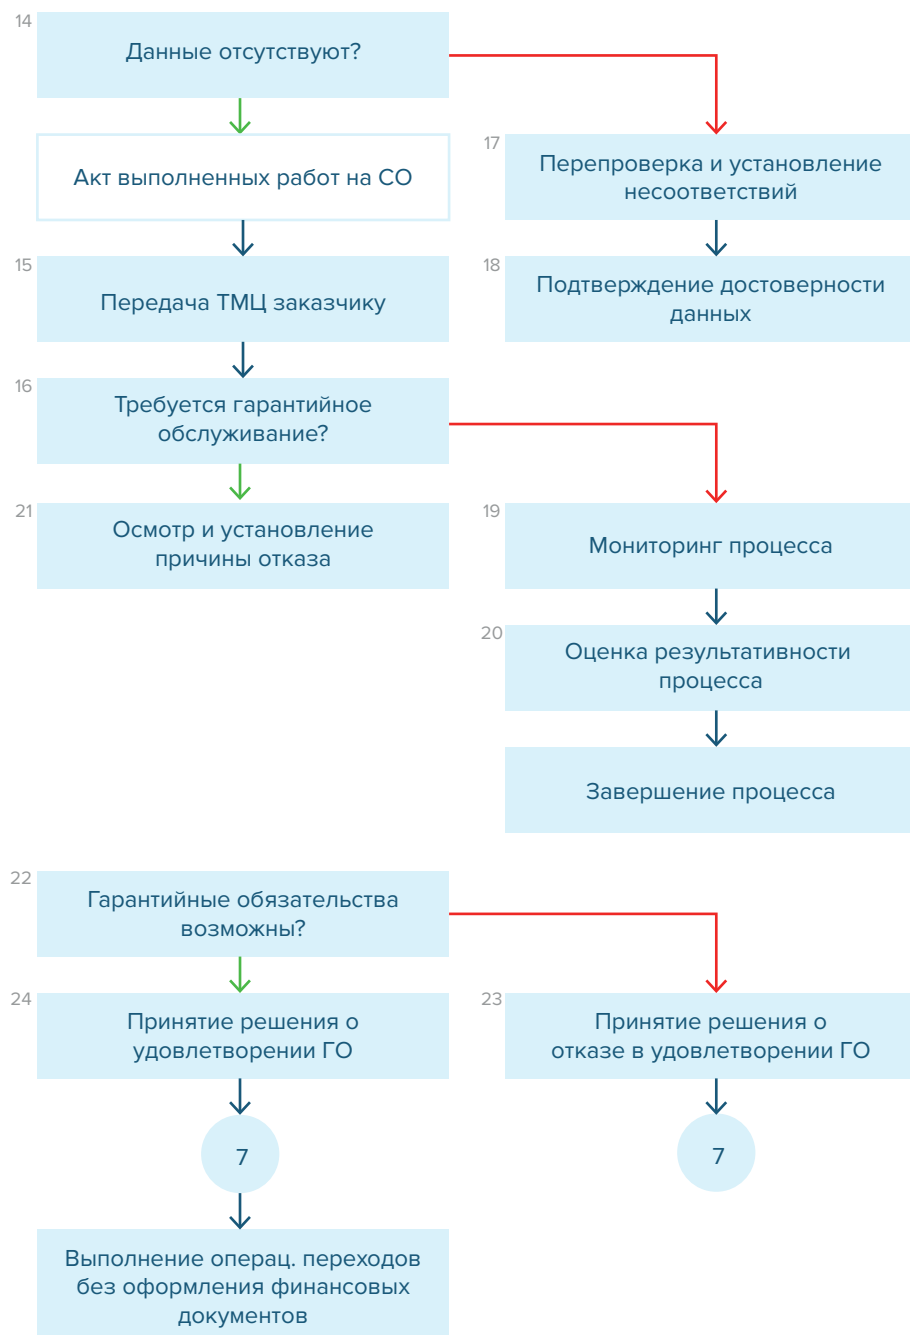 14
Данные отсутствуют?
Акт выполненных работ на СО
17
Перепроверка и установление
несоответствий
15
Передача ТМЦ заказчику
18
Подтверждение достоверности
данных
16
Требуется гарантийное
обслуживание?
21
Осмотр и установление
причины отказа
19
Мониторинг процесса
20
Оценка результативности
процесса
Завершение процесса
22
Гарантийные обязательства
возможны?
24
Принятие решения о
удовлетворении ГО
23
Принятие решения о
отказе в удовлетворении ГО
7
7
Выполнение операц. переходов
без оформления финансовых
документов